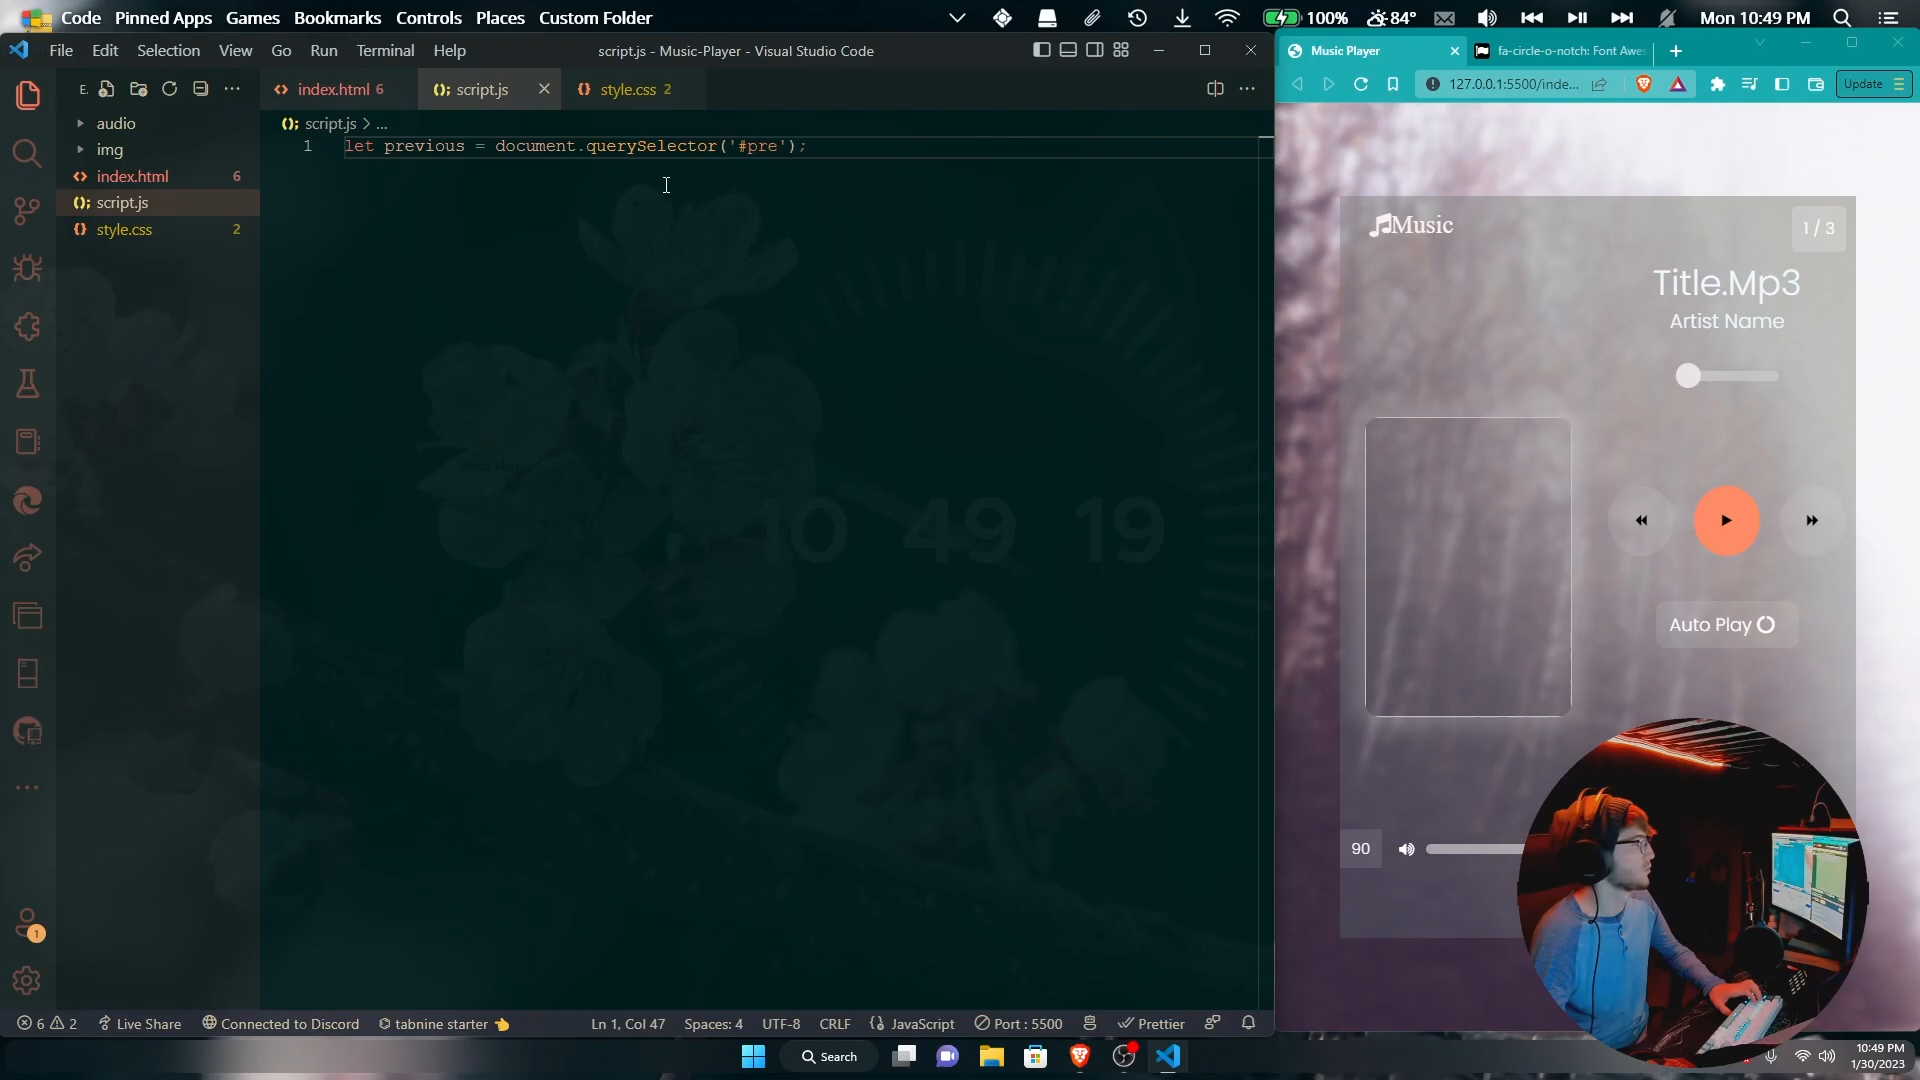 Code Pinned Apps Games Bookmarks Controls Places Custom Folder 100% 84° Mon 10:49 PM
File Edit Selection View Go Run Terminal Help script.js - Music-Player - Visual Studio Code
Music Player fa-circle-o-notch: Font Awes
127.0.0.1:5500/inde... Update
E. ... index.html 6 script.js style.css 2 ...
audio
img
index.html 6
script.js
style.css 2
script.js > ...
1 let previous = document.querySelector('#pre');
10 49 19
Music 1 / 3
Title.Mp3
Artist Name
Auto Play
90
1
6 2 Live Share Connected to Discord tabnine starter Ln 1, Col 47 Spaces: 4 UTF-8 CRLF JavaScript Port : 5500 Prettier
Search 10:49 PM
1/30/2023